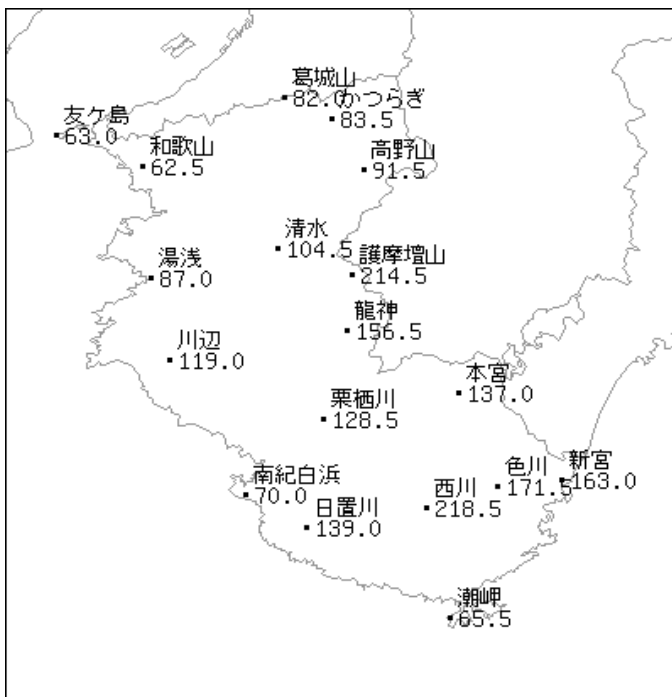 葛城山
82.0
かつらぎ
83.5
友ケ島
63.0
和歌山
62.5
高野山
91.5
清水
104.5
護摩壇山
214.5
湯浅
87.0
龍神
156.5
川辺
119.0
本宮
137.0
栗栖川
128.5
新宮
163.0
色川
171.5
南紀白浜
70.0
西川
218.5
日置川
139.0
潮岬
65.5